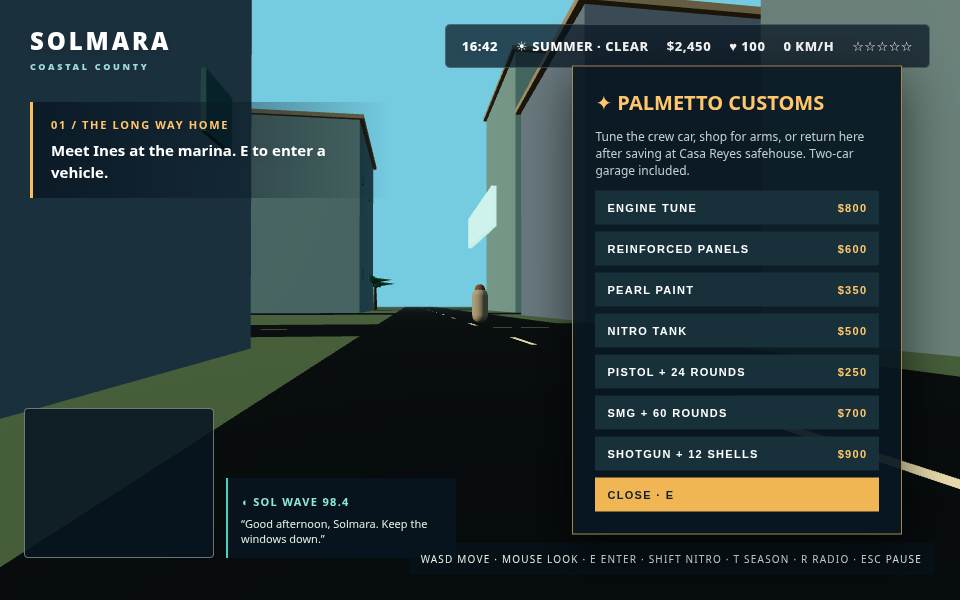 SOLMARA
COASTAL COUNTY
16:42 ☀ SUMMER · CLEAR $2,450 ♥ 100 0 KM/H ☆☆☆☆☆
01 / THE LONG WAY HOME
Meet Ines at the marina. E to enter a
vehicle.
✦ PALMETTO CUSTOMS
Tune the crew car, shop for arms, or return here
after saving at Casa Reyes safehouse. Two-car
garage included.
ENGINE TUNE $800
REINFORCED PANELS $600
PEARL PAINT $350
NITRO TANK $500
PISTOL + 24 ROUNDS $250
SMG + 60 ROUNDS $700
SHOTGUN + 12 SHELLS $900
CLOSE · E
SOL WAVE 98.4
“Good afternoon, Solmara. Keep the
windows down.”
WASD MOVE · MOUSE LOOK · E ENTER · SHIFT NITRO · T SEASON · R RADIO · ESC PAUSE